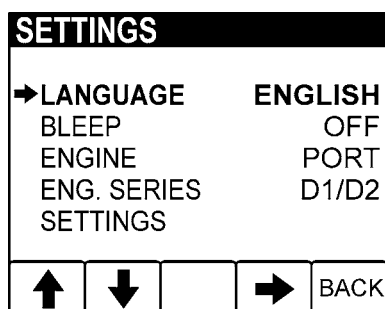 SETTINGS
LANGUAGE ENGLISH
BLEEP OFF
ENGINE PORT
ENG. SERIES D1/D2
SETTINGS
BACK